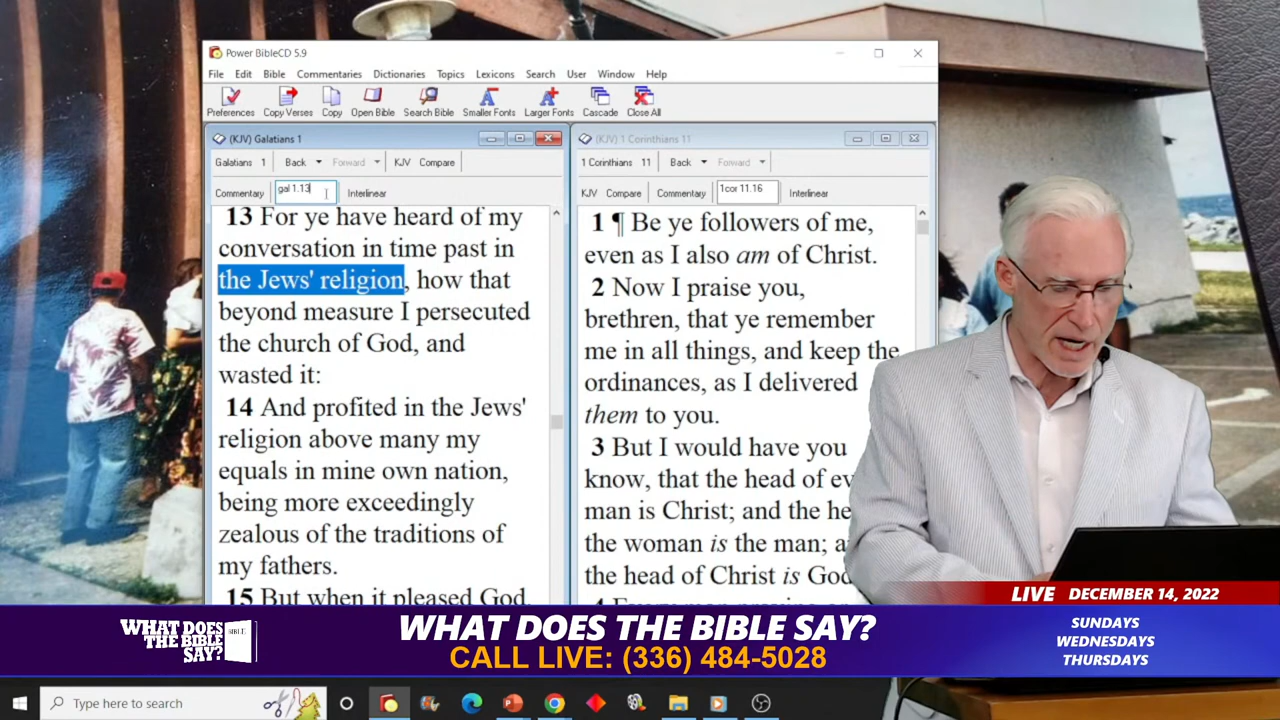 Power BibleCD 5.9
File Edit Bible Commentaries Dictionaries Topics Lexicons Search User Window Help
Preferences Copy Verses Copy Open Bible Search Bible Smaller Fonts Larger Fonts Cascade Close All
(KJV) Galatians 1
Galatians 1 Back Forward KJV Compare
Commentary gal 1.13 Interlinear
13 For ye have heard of my
conversation in time past in
the Jews' religion, how that
beyond measure I persecuted
the church of God, and
wasted it:
14 And profited in the Jews'
religion above many my
equals in mine own nation,
being more exceedingly
zealous of the traditions of
my fathers.
15 But when it pleased God
(KJV) 1 Corinthians 11
1 Corinthians 11 Back Forward
KJV Compare Commentary 1cor 11.16 Interlinear
1 ¶ Be ye followers of me,
even as I also am of Christ.
2 Now I praise you,
brethren, that ye remember
me in all things, and keep the
ordinances, as I delivered
them to you.
3 But I would have you
know, that the head of ev
man is Christ; and the he
the woman is the man; a
the head of Christ is God
LIVE DECEMBER 14, 2022
WHAT DOES
THE BIBLE
SAY?
BIBLE
WHAT DOES THE BIBLE SAY?
CALL LIVE: (336) 484-5028
SUNDAYS
WEDNESDAYS
THURSDAYS
Type here to search